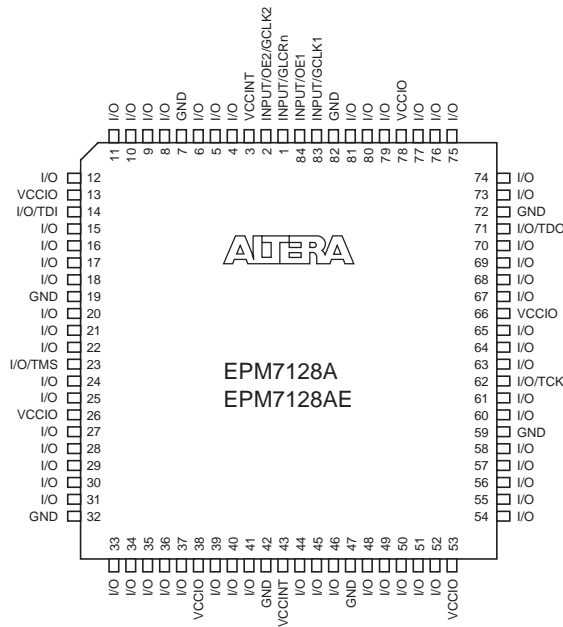 I/O I/O I/O I/O GND I/O I/O I/O VCCINT INPUT/OE2/GCLK2 INPUT/GLCRn INPUT/OE1 INPUT/GCLK1 GND I/O I/O I/O VCCIO I/O I/O I/O
11 10 9 8 7 6 5 4 3 2 1 84 83 82 81 80 79 78 77 76 75
I/O 12 74 I/O
VCCIO 13 73 I/O
I/O/TDI 14 72 GND
I/O 15 71 I/O/TDO
I/O 16 70 I/O
I/O 17 69 I/O
I/O 18 68 I/O
GND 19 67 I/O
I/O 20 66 VCCIO
I/O 21 65 I/O
I/O 22 64 I/O
I/O/TMS 23 63 I/O
I/O 24 62 I/O/TCK
I/O 25 61 I/O
VCCIO 26 60 I/O
I/O 27 59 GND
I/O 28 58 I/O
I/O 29 57 I/O
I/O 30 56 I/O
I/O 31 55 I/O
GND 32 54 I/O
ALTERA
EPM7128A
EPM7128AE
33 34 35 36 37 38 39 40 41 42 43 44 45 46 47 48 49 50 51 52 53
I/O I/O I/O I/O I/O VCCIO I/O I/O I/O GND VCCINT I/O I/O I/O GND I/O I/O I/O I/O I/O VCCIO